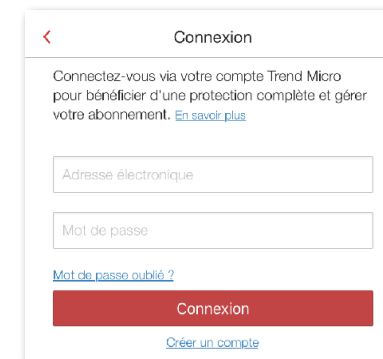 Connexion
Connectez-vous via votre compte Trend Micro
pour bénéficier d'une protection complète et gérer
votre abonnement. En savoir plus
Adresse électronique
Mot de passe
Mot de passe oublié ?
Connexion
Créer un compte